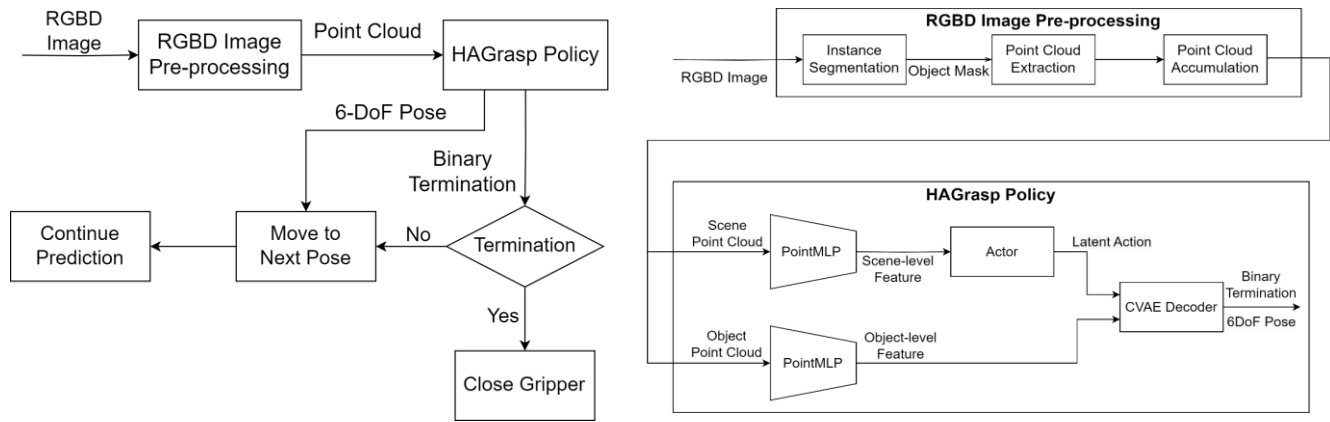 RGBD
Image
RGBD Image
Pre-processing
Point Cloud
HAGrasp Policy
6-DoF Pose
Binary
Termination
Continue
Prediction
Move to
Next Pose
No
Termination
Yes
Close Gripper
RGBD Image Pre-processing
RGBD Image
Instance
Segmentation
Object Mask
Point Cloud
Extraction
Point Cloud
Accumulation
HAGrasp Policy
Scene
Point Cloud
PointMLP
Scene-level
Feature
Actor
Latent Action
Object
Point Cloud
PointMLP
Object-level
Feature
CVAE Decoder
Binary
Termination
6DoF Pose